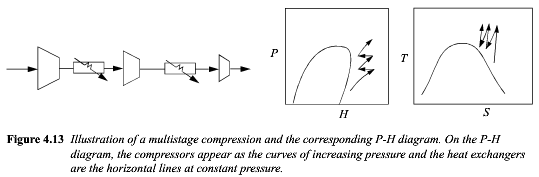 P
H
T
S
Figure 4.13 Illustration of a multistage compression and the corresponding P-H diagram. On the P-H
diagram, the compressors appear as the curves of increasing pressure and the heat exchangers
are the horizontal lines at constant pressure.